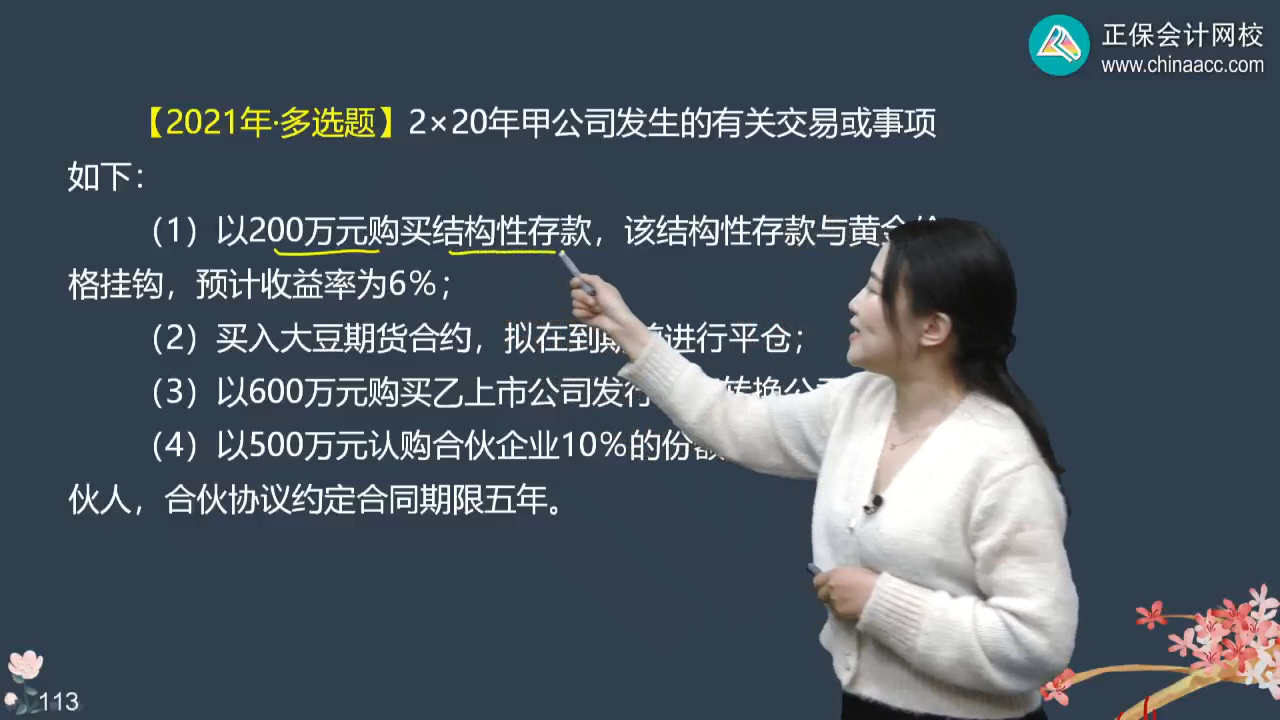 正保会计网校
www.chinaacc.com
【2021年·多选题】2×20年甲公司发生的有关交易或事项
如下：
（1）以200万元购买结构性存款，该结构性存款与黄金
格挂钩，预计收益率为6％；
（2）买入大豆期货合约，拟在到期 进行平仓；
（3）以600万元购买乙上市公司发行 转换公
（4）以500万元认购合伙企业10％的份额
伙人，合伙协议约定合同期限五年。
113